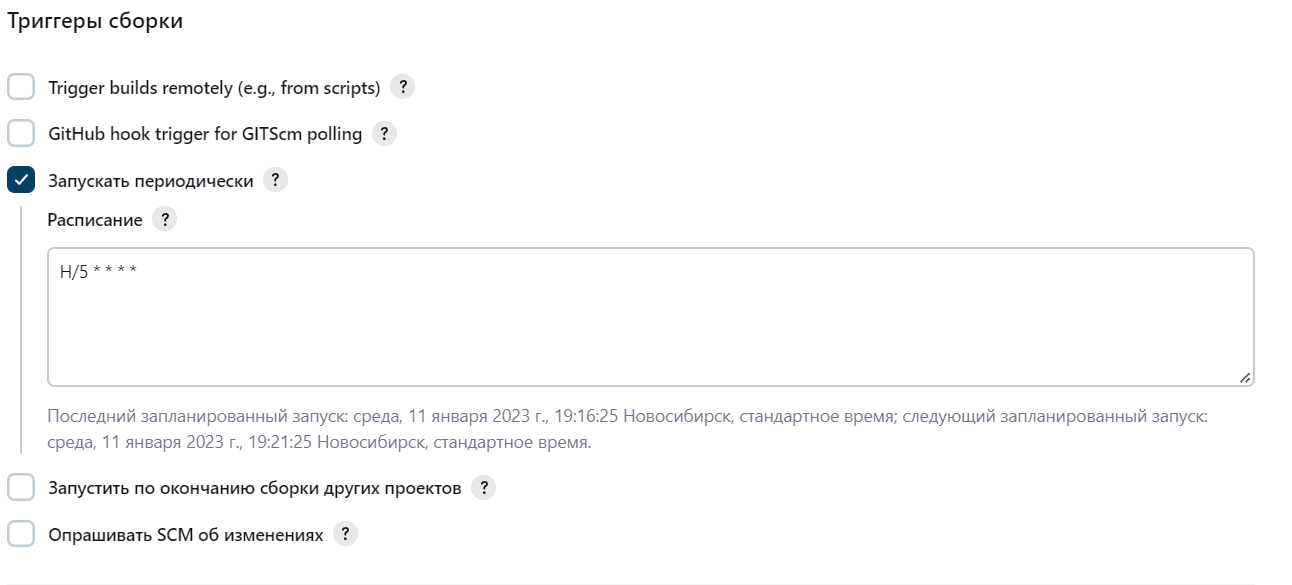 Триггеры сборки
Trigger builds remotely (e.g., from scripts) ?
GitHub hook trigger for GITScm polling ?
Запускать периодически ?
Расписание ?
H/5 * * * *
Последний запланированный запуск: среда, 11 января 2023 г., 19:16:25 Новосибирск, стандартное время; следующий запланированный запуск:
среда, 11 января 2023 г., 19:21:25 Новосибирск, стандартное время.
Запустить по окончанию сборки других проектов ?
Опрашивать SCM об изменениях ?